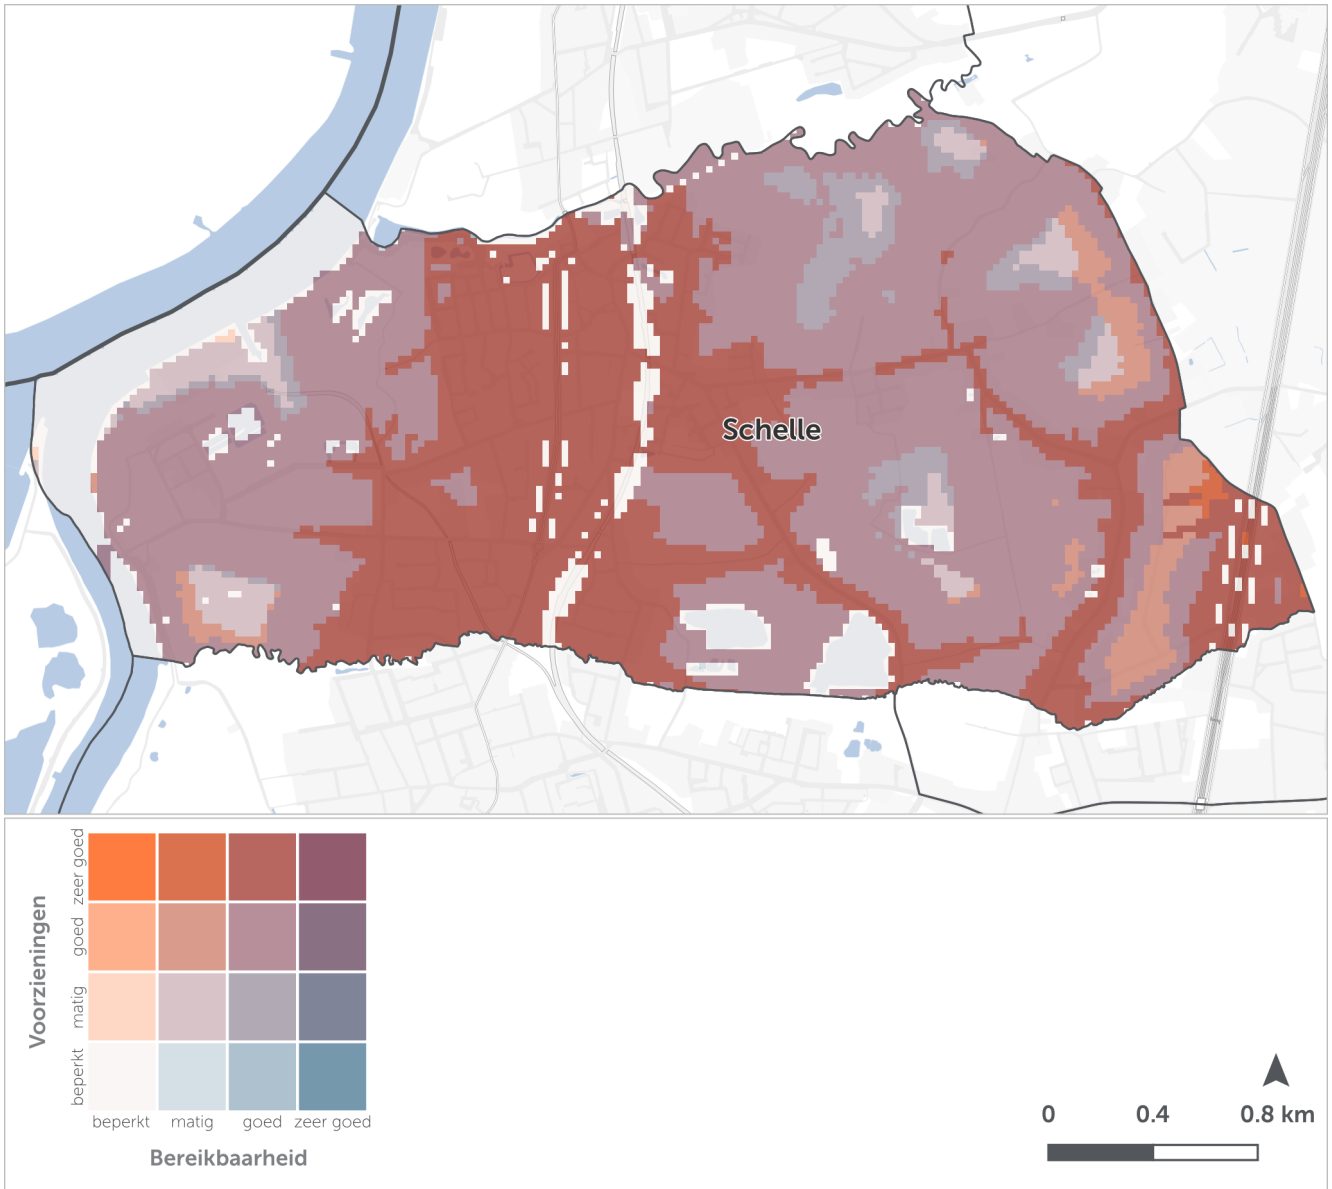 Schelle
Voorzieningen
zeer goed
goed
matig
beperkt
beperkt matig goed zeer goed
Bereikbaarheid
0 0.4 0.8 km